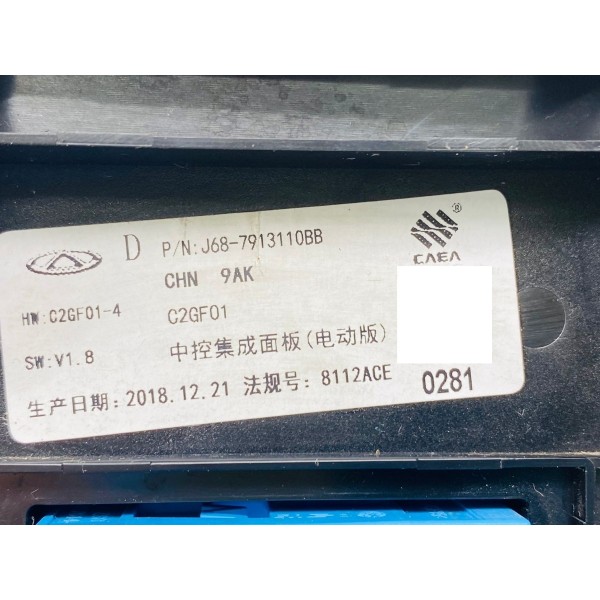 D P/N:J68-7913110BB ®
CHN 9AK CAEA
HW:C2GF01-4 C2GF01
SW:V1.8 中控集成面板(电动版)
生产日期:2018.12.21 法规号:8112ACE 0281